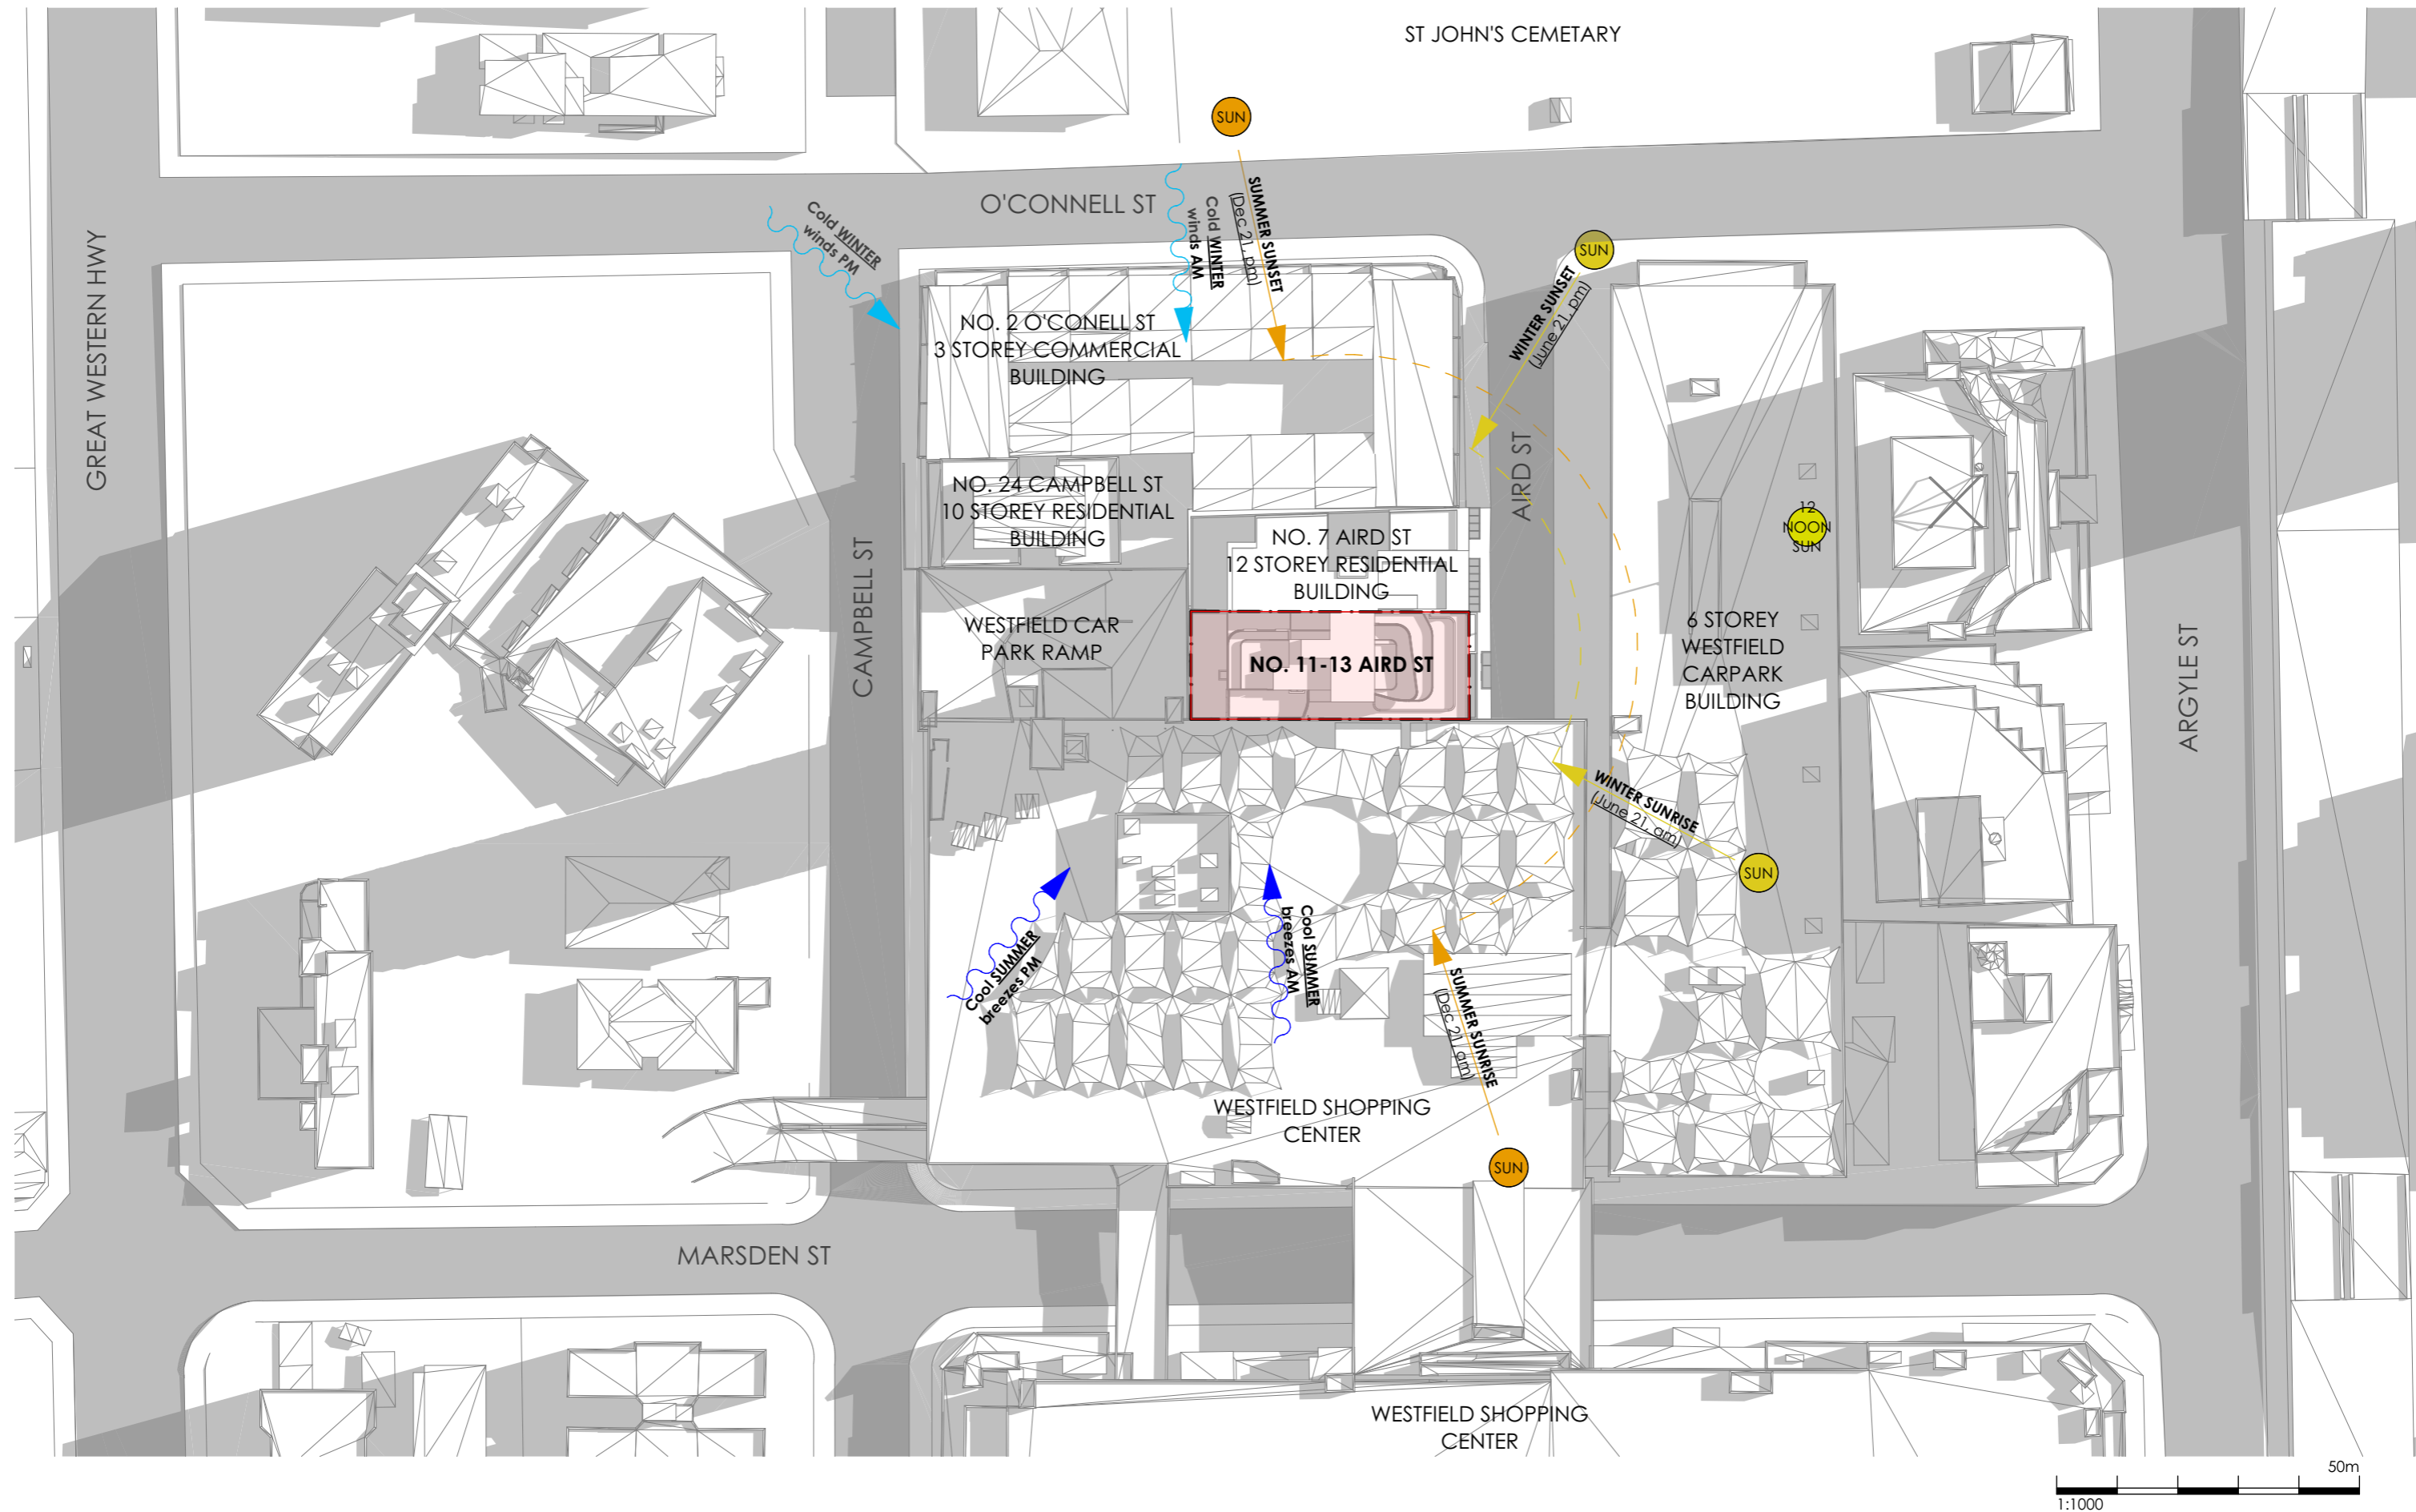 ST JOHN'S CEMETARY
SUN
O'CONNELL ST
SUMMER SUNSET
(Dec 21, pm)
Cold WINTER
winds AM
Cold WINTER
winds PM
SUN
WINTER SUNSET
(June 21, pm)
GREAT WESTERN HWY
NO. 2 O'CONELL ST
3 STOREY COMMERCIAL
BUILDING
AIRD ST
NO. 24 CAMPBELL ST
10 STOREY RESIDENTIAL
BUILDING
12
NOON
SUN
NO. 7 AIRD ST
12 STOREY RESIDENTIAL
BUILDING
CAMPBELL ST
WESTFIELD CAR
PARK RAMP
NO. 11-13 AIRD ST
6 STOREY
WESTFIELD
CARPARK
BUILDING
ARGYLE ST
WINTER SUNRISE
(June 21, am)
SUN
Cool SUMMER
breezes PM
Cool SUMMER
breezes AM
SUMMER SUNRISE
(Dec 21, am)
WESTFIELD SHOPPING
CENTER
SUN
MARSDEN ST
WESTFIELD SHOPPING
CENTER
50m
1:1000